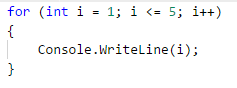 for (int i = 1; i <= 5; i++)
{
    Console.WriteLine(i);
}